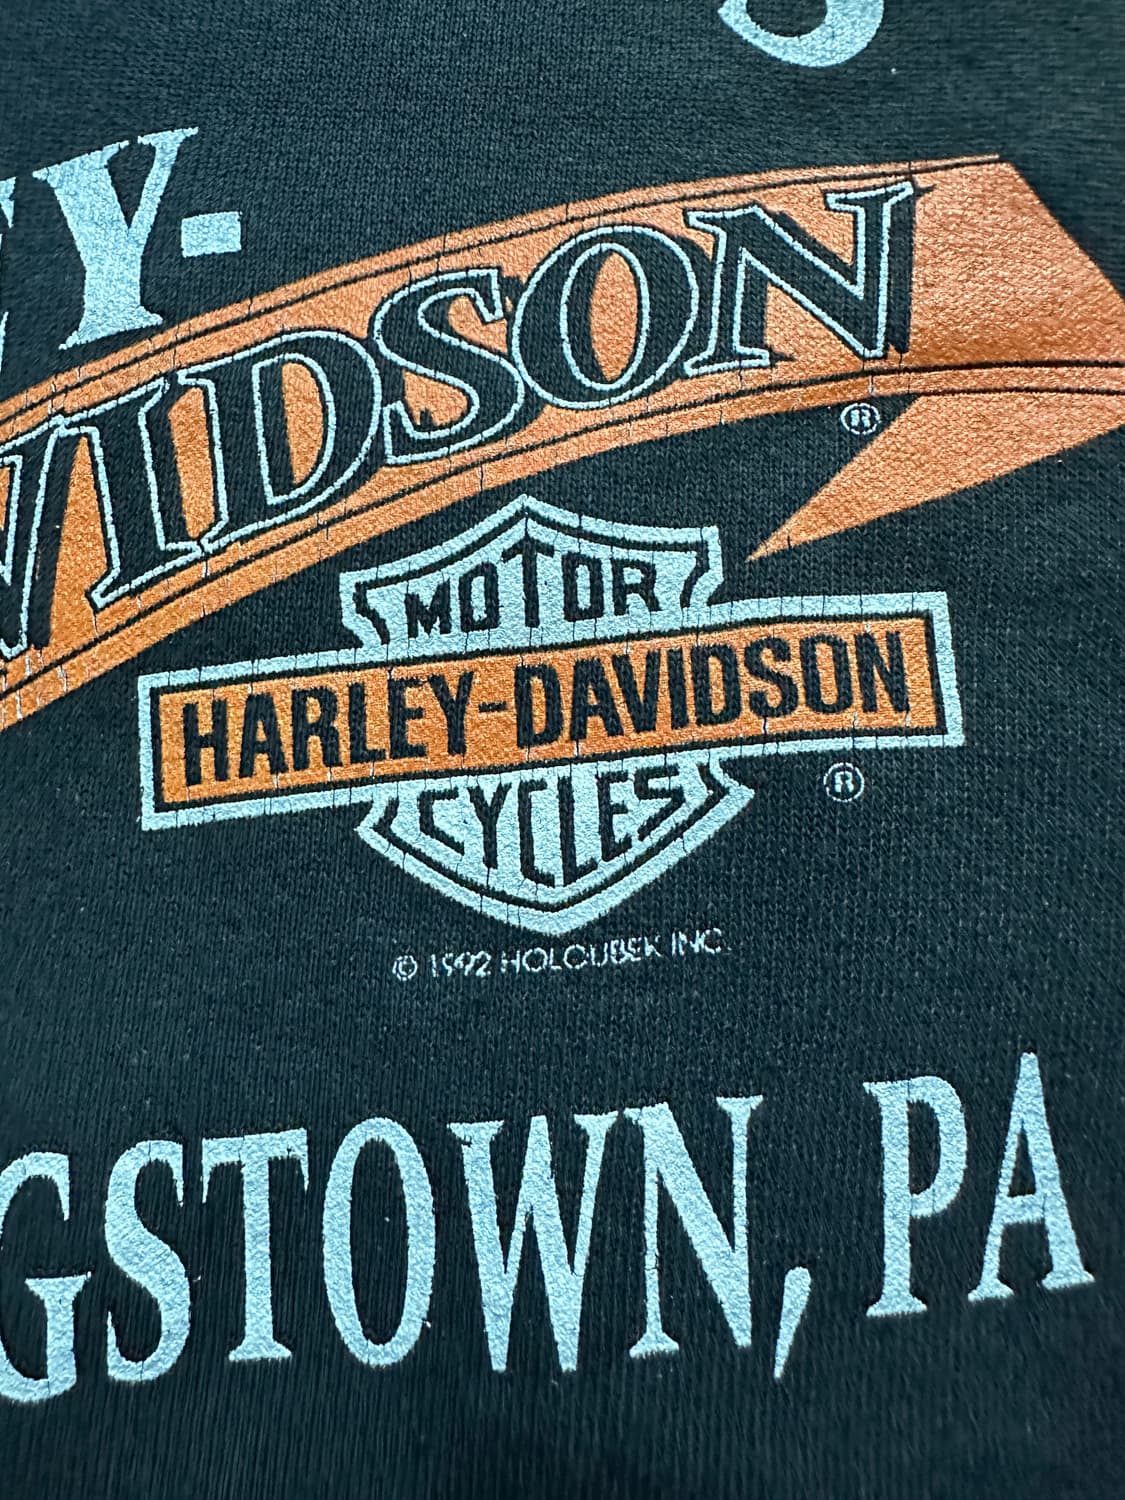 EY-
VIDSON
®
MOTOR
HARLEY-DAVIDSON
CYCLES
®
© 1992 HOLOUBEK INC.
GSTOWN, PA